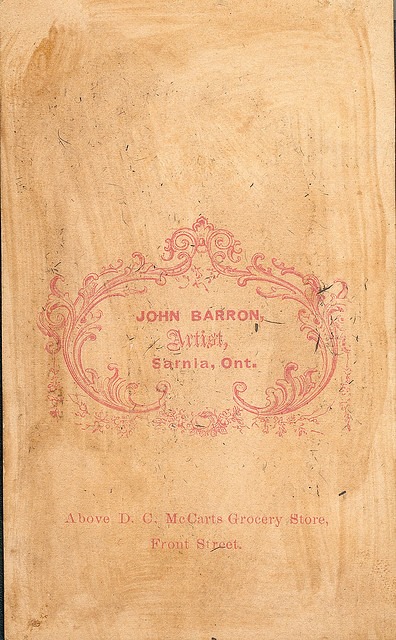 JOHN BARRON,
Artist,
Sarnia, Ont.
Above D. C. McCarts Grocery Store,
Front Street.